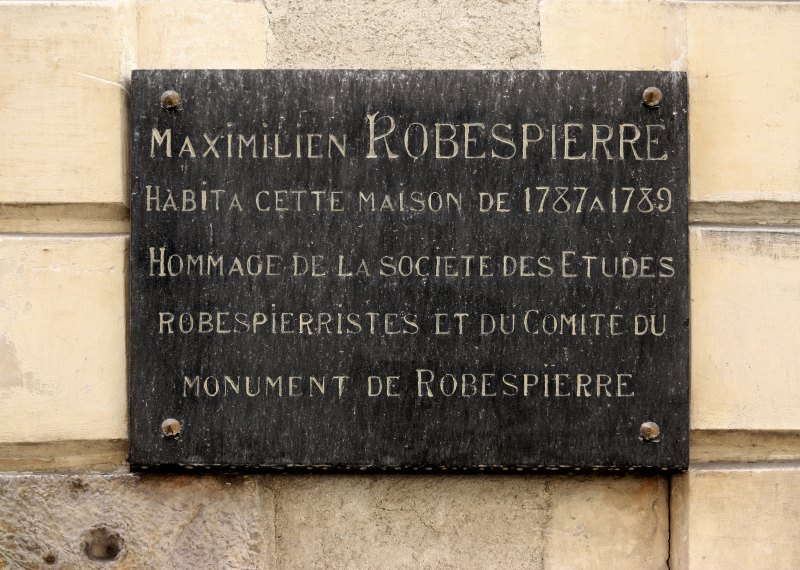 MAXIMILIEN ROBESPIERRE
HABITA CETTE MAISON DE 1787 A 1789
HOMMAGE DE LA SOCIETE DES ETUDES
ROBESPIERRISTES ET DU COMITE DU
MONUMENT DE ROBESPIERRE